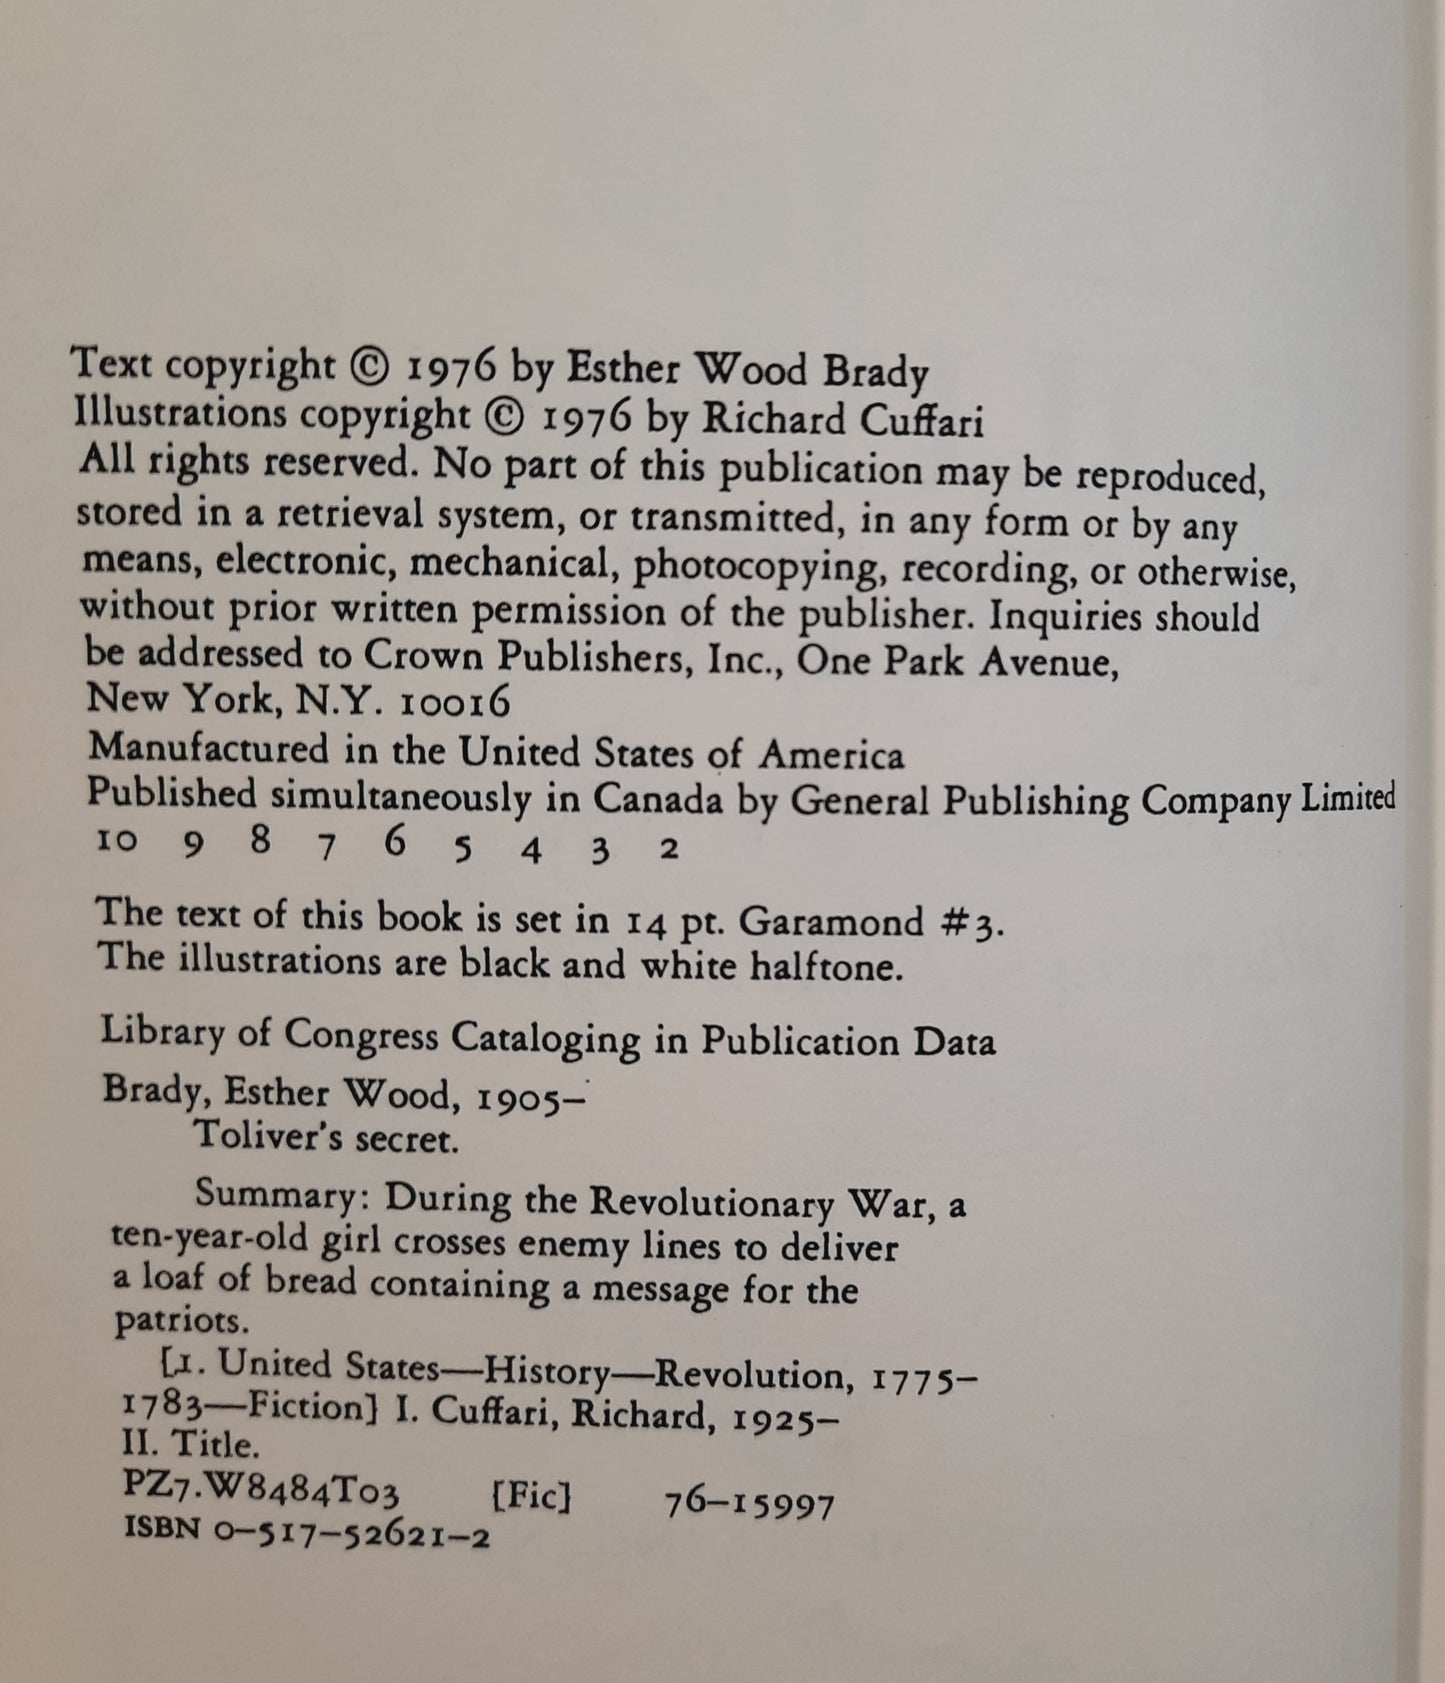 Text copyright © 1976 by Esther Wood Brady
Illustrations copyright © 1976 by Richard Cuffari
All rights reserved. No part of this publication may be reproduced,
stored in a retrieval system, or transmitted, in any form or by any
means, electronic, mechanical, photocopying, recording, or otherwise,
without prior written permission of the publisher. Inquiries should
be addressed to Crown Publishers, Inc., One Park Avenue,
New York, N.Y. 10016
Manufactured in the United States of America
Published simultaneously in Canada by General Publishing Company Limited
10 9 8 7 6 5 4 3 2
The text of this book is set in 14 pt. Garamond #3.
The illustrations are black and white halftone.
Library of Congress Cataloging in Publication Data
Brady, Esther Wood, 1905–
Toliver's secret.
Summary: During the Revolutionary War, a
ten-year-old girl crosses enemy lines to deliver
a loaf of bread containing a message for the
patriots.
[1. United States—History—Revolution, 1775–
1783—Fiction] I. Cuffari, Richard, 1925–
II. Title.
PZ7.W8484To3 [Fic] 76–15997
ISBN 0–517–52621–2